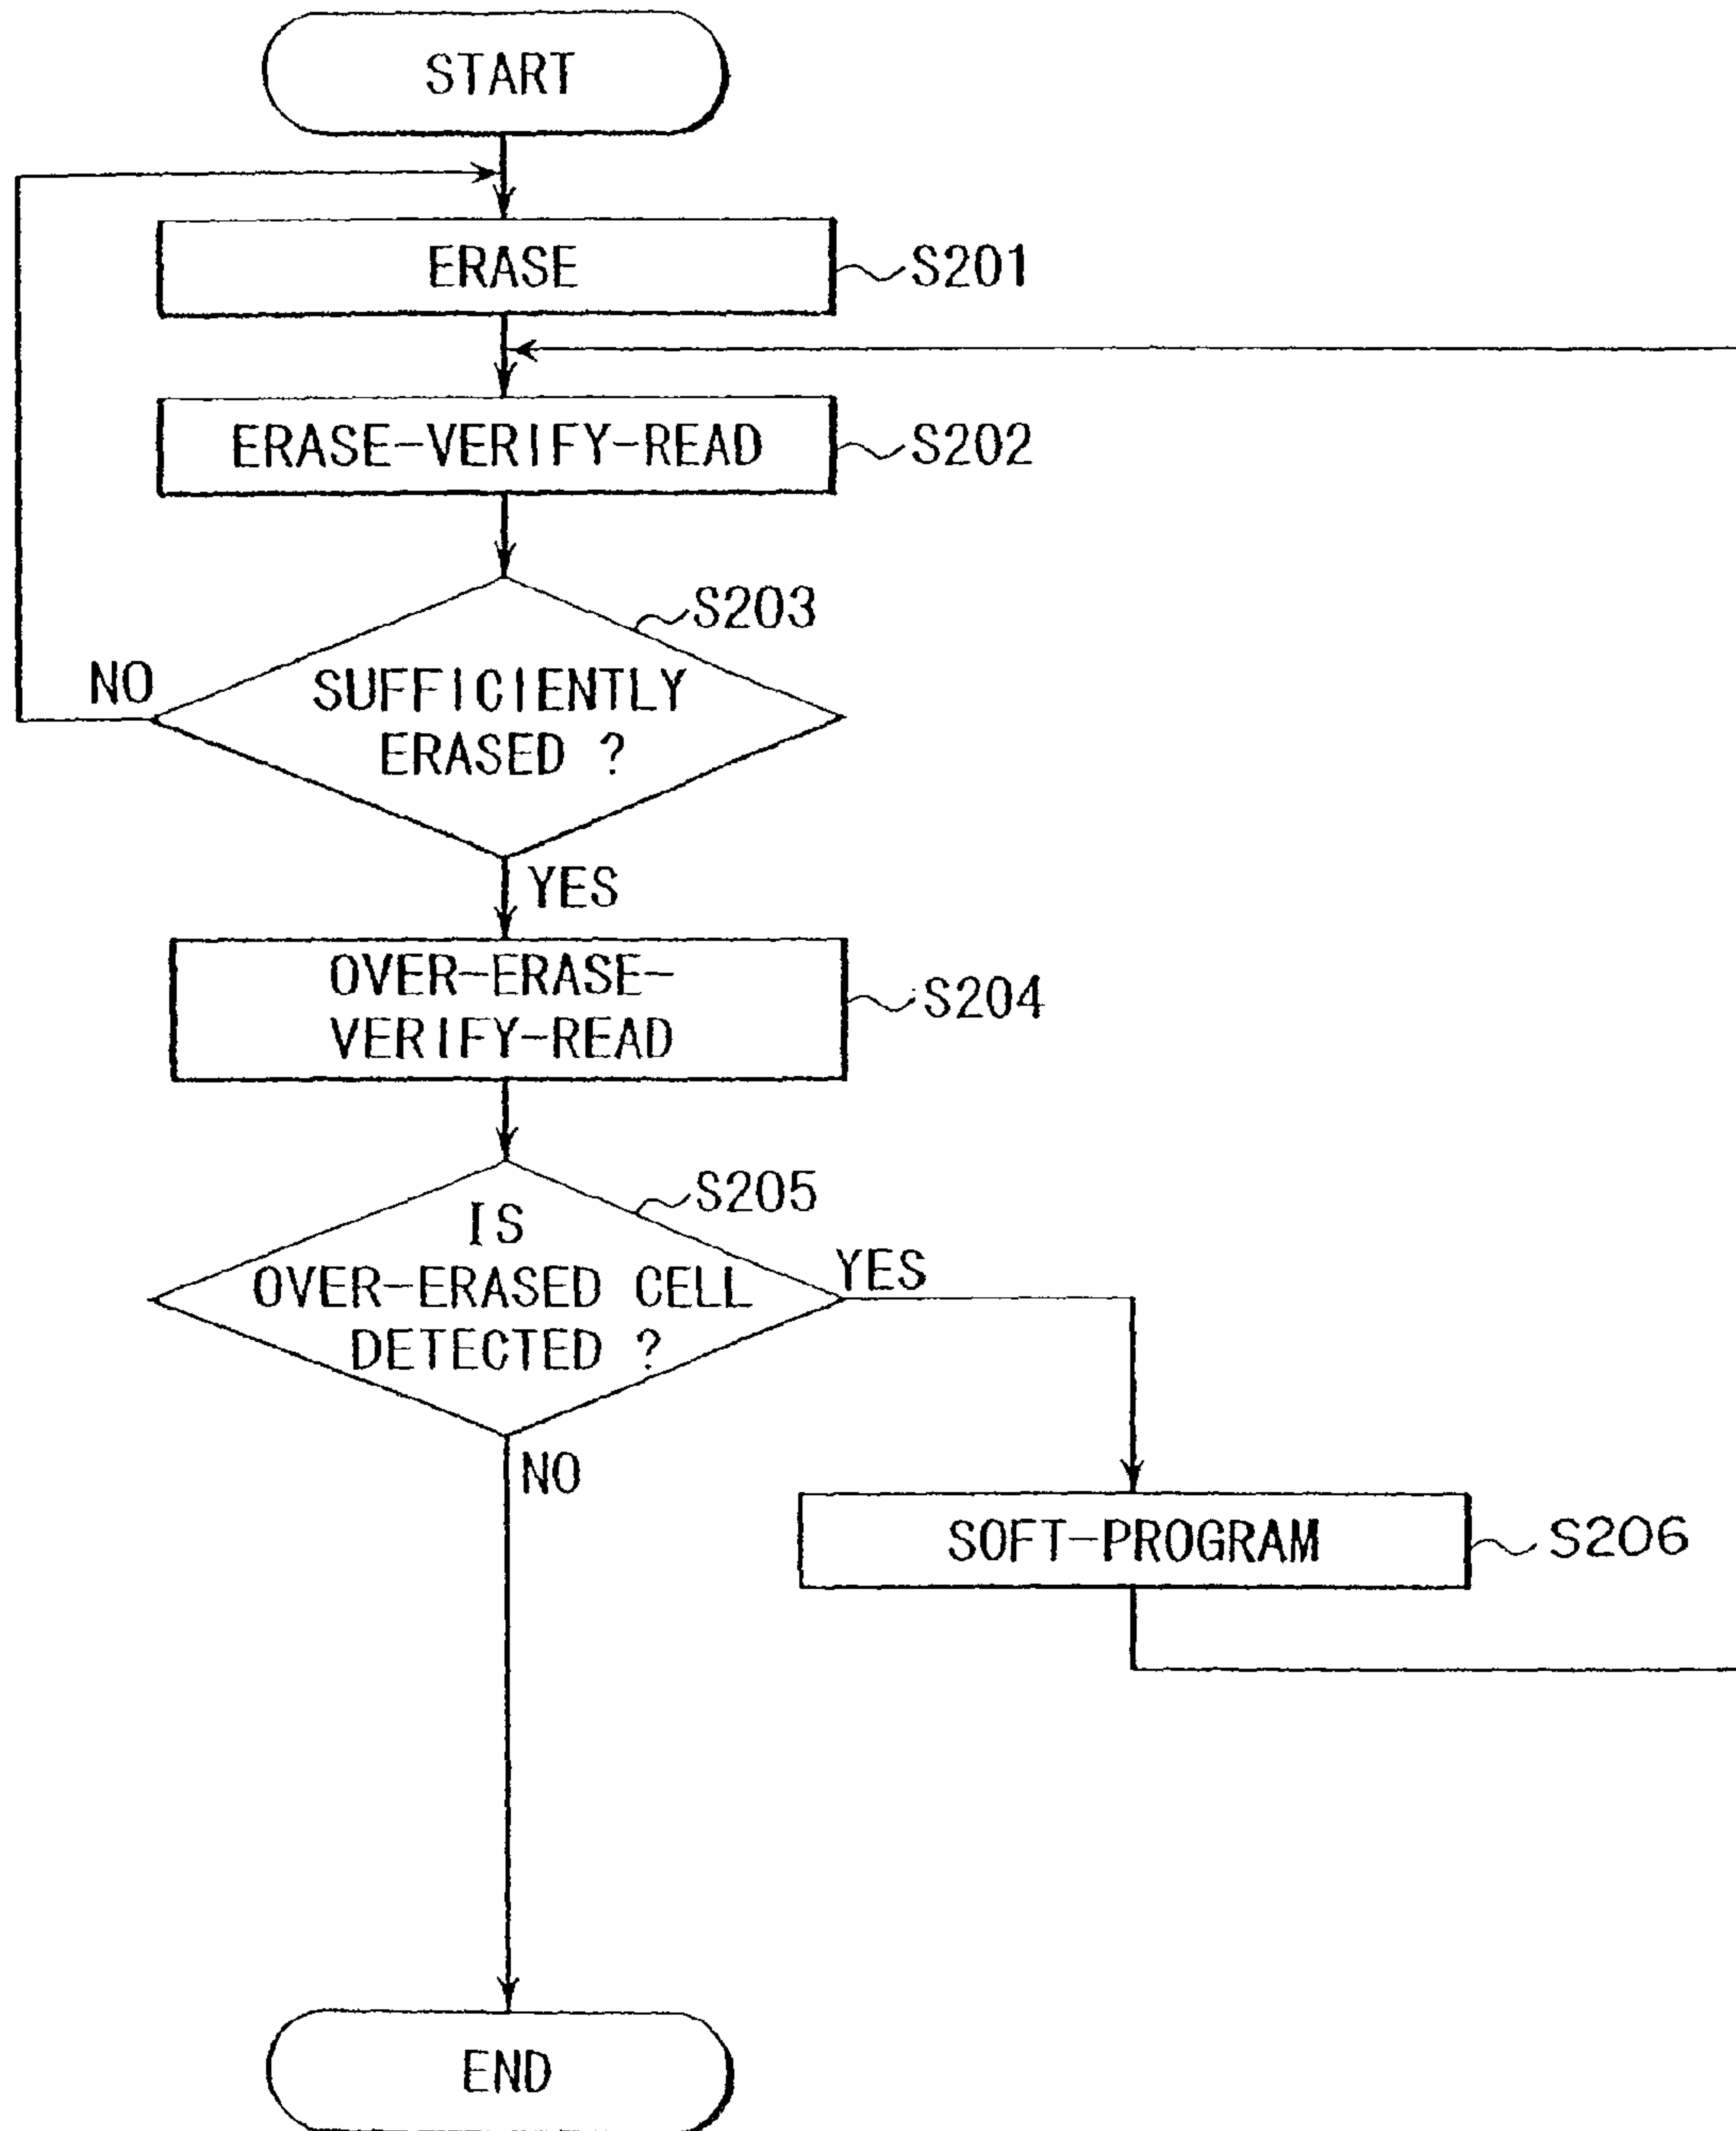 START
ERASE
S201
ERASE-VERIFY-READ
S202
S203
NO
SUFFICIENTLY
ERASED ?
YES
OVER-ERASE-
VERIFY-READ
S204
S205
IS
OVER-ERASED CELL
DETECTED ?
YES
NO
SOFT-PROGRAM
S206
END